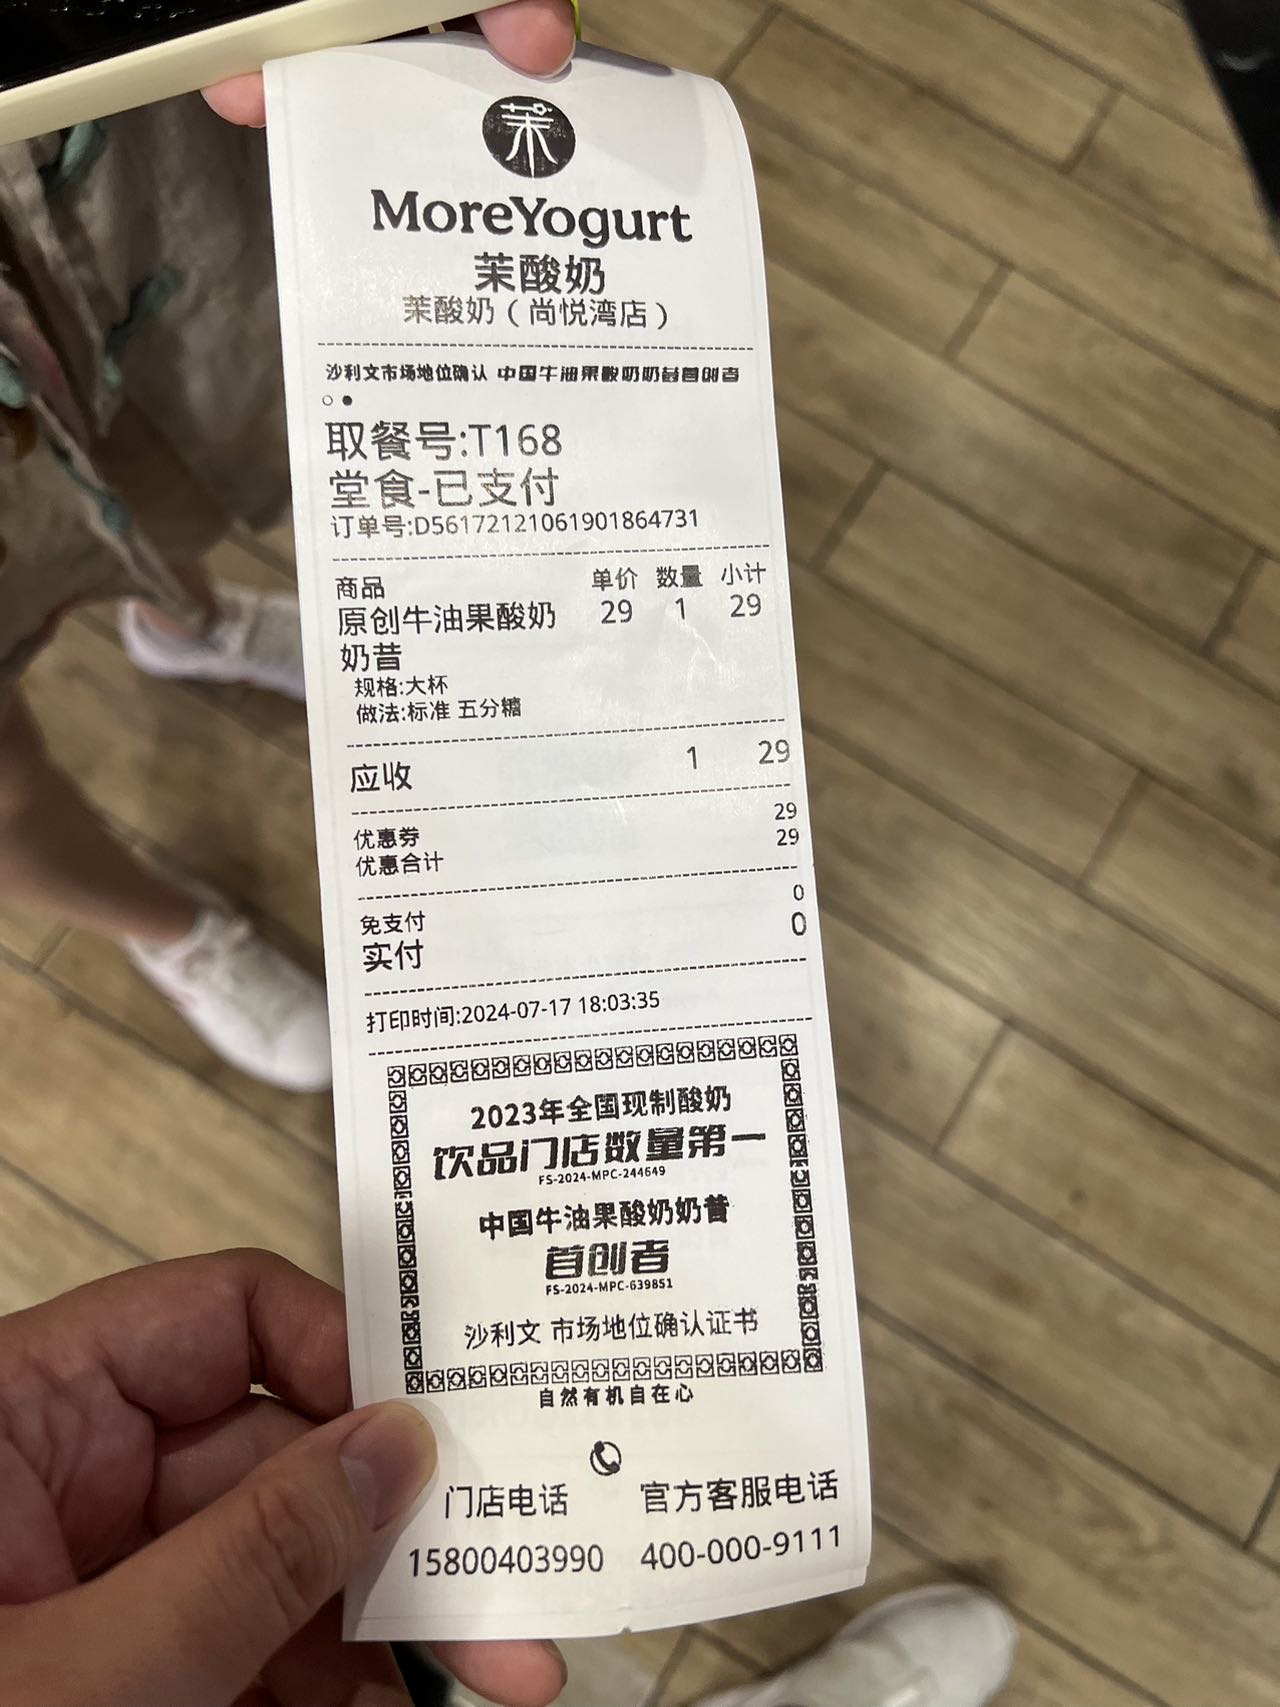 茉
MoreYogurt
茉酸奶
茉酸奶（尚悦湾店）
沙利文市场地位确认 中国牛油果酸奶奶昔首创者
取餐号:T168
堂食-已支付
订单号:D561721210619018647​31
商品 单价 数量 小计
原创牛油果酸奶 29 1 29
奶昔
规格:大杯
做法:标准 五分糖
应收 1 29
优惠券 29
优惠合计 29
免支付 0
实付 0
打印时间:2024-07-17 18:03:35
2023年全国现制酸奶
饮品门店数量第一
FS-2024-MPC-244649
中国牛油果酸奶奶昔
首创者
FS-2024-MPC-639851
沙利文 市场地位确认证书
自然有机自在心
门店电话 官方客服电话
15800403990 400-000-9111